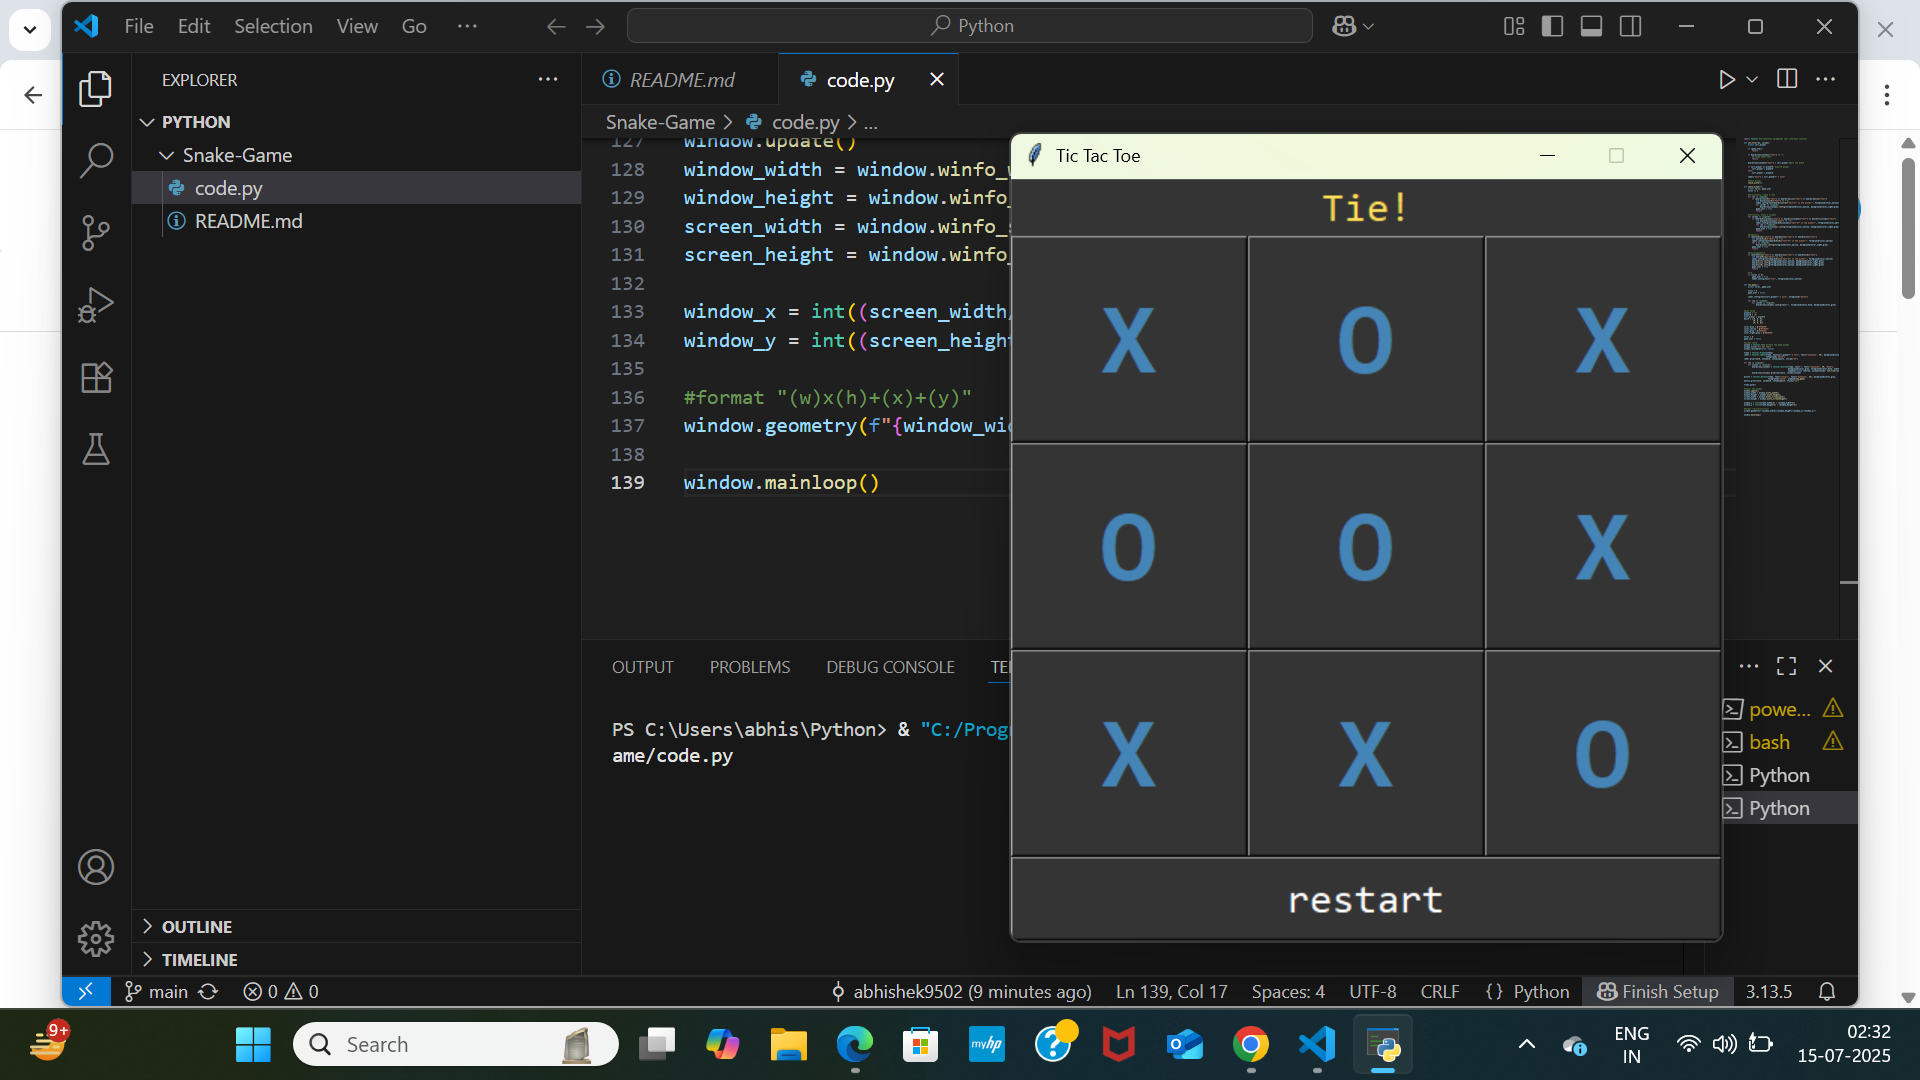 File Edit Selection View Go ···
Python
EXPLORER
PYTHON
Snake-Game
code.py
README.md
OUTLINE
TIMELINE
README.md
code.py
Snake-Game > code.py > ...
127 window.update()
128 window_width = window.winfo_
129 window_height = window.winfo_
130 screen_width = window.winfo_
131 screen_height = window.winfo_
132
133 window_x = int((screen_width
134 window_y = int((screen_height
135
136 #format "(w)x(h)+(x)+(y)"
137 window.geometry(f"{window_wi
138
139 window.mainloop()
OUTPUT PROBLEMS DEBUG CONSOLE TE
PS C:\Users\abhis\Python> & "C:/Prog
ame/code.py
powe...
bash
Python
Python
Tic Tac Toe
Tie!
X O X
O O X
X X O
restart
main 0 0 abhishek9502 (9 minutes ago) Ln 139, Col 17 Spaces: 4 UTF-8 CRLF {} Python Finish Setup 3.13.5
9+
Search
myhp
ENG
IN
02:32
15-07-2025